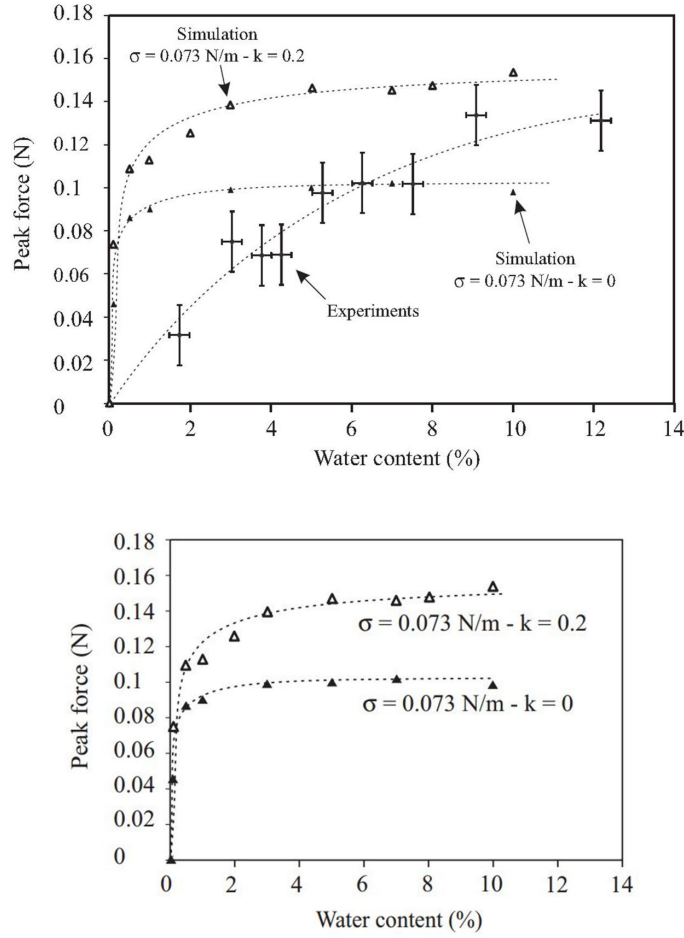 0.18
Simulation
σ = 0.073 N/m - k = 0.2
0.16
0.14
0.12
0.1
0.08
0.06
0.04
0.02
0
Peak force (N)
Simulation
σ = 0.073 N/m - k = 0
Experiments
0 2 4 6 8 10 12 14
Water content (%)
0.18
0.16
0.14
0.12
0.1
0.08
0.06
0.04
0.02
0
Peak force (N)
σ = 0.073 N/m - k = 0.2
σ = 0.073 N/m - k = 0
0 2 4 6 8 10 12 14
Water content (%)